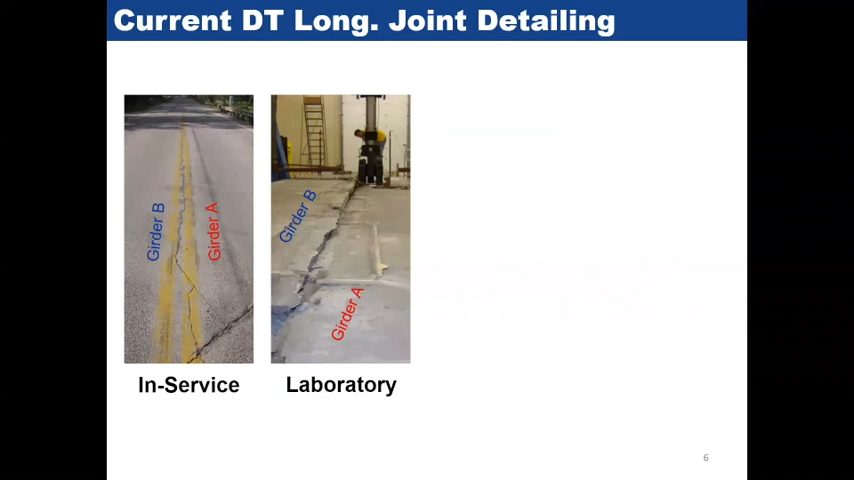 Current DT Long. Joint Detailing
Girder B
Girder A
Girder B
Girder A
In-Service
Laboratory
6